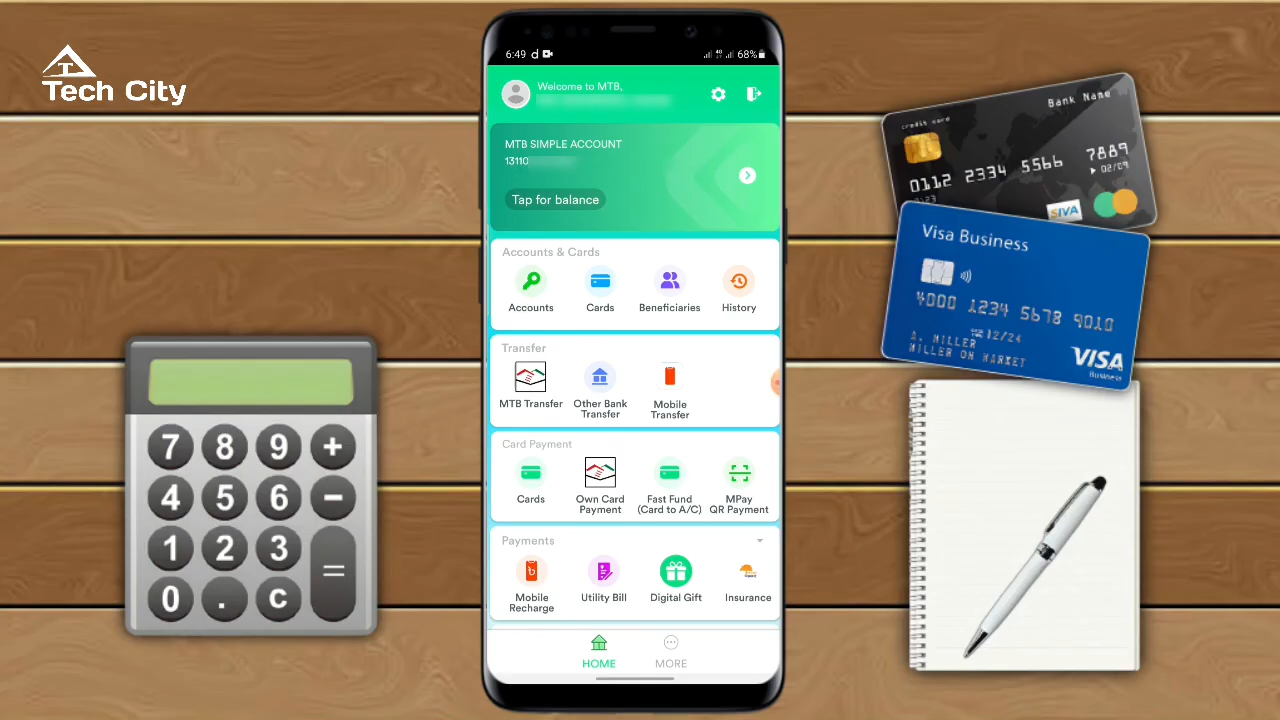 Tech City
6:49
68%
Welcome to MTB,
MTB SIMPLE ACCOUNT
13110
Tap for balance
Accounts & Cards
Accounts
Cards
Beneficiaries
History
Transfer
MTB Transfer
Other Bank
Transfer
Mobile
Transfer
Card Payment
Cards
Own Card
Payment
Fast Fund
(Card to A/C)
MPay
QR Payment
Payments
Mobile
Recharge
Utility Bill
Digital Gift
Insurance
HOME
MORE
Bank Name
credit card
0112 2334 5566 7889
0123
02/09
SIVA
Visa Business
4000 1234 5678 9010
12/24
A. MILLER
MILLER ON MARKET
VISA
Business
7 8 9 +
4 5 6 −
1 2 3
0 . C =